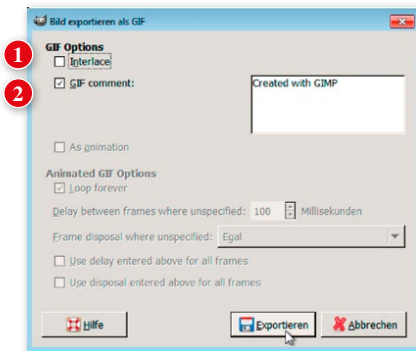 Bild exportieren als GIF
GIF Options
1
Interlace
2
GIF comment:
Created with GIMP
As animation
Animated GIF Options
Loop forever
Delay between frames where unspecified: 100 Millisekunden
Frame disposal where unspecified: Egal
Use delay entered above for all frames
Use disposal entered above for all frames
Hilfe Exportieren Abbrechen